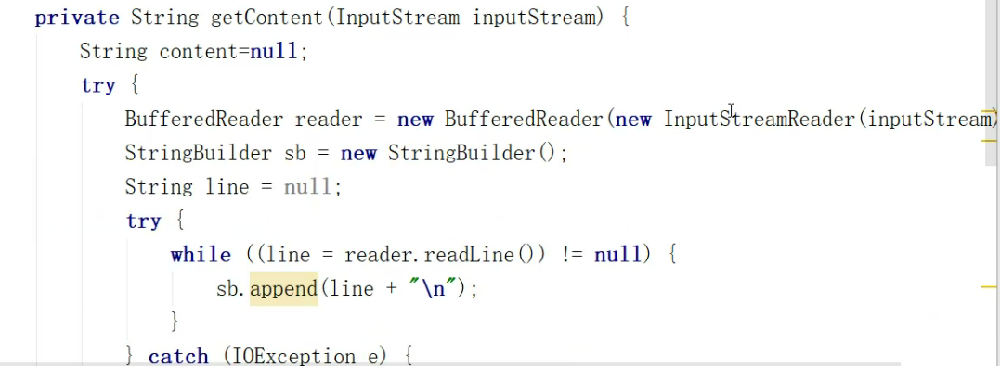 private String getContent(InputStream inputStream) {
String content=null;
try {
BufferedReader reader = new BufferedReader(new InputStreamReader(inputStream)
StringBuilder sb = new StringBuilder();
String line = null;
try {
while ((line = reader.readLine()) != null) {
sb.append(line + "\n");
}
} catch (IOException e) {